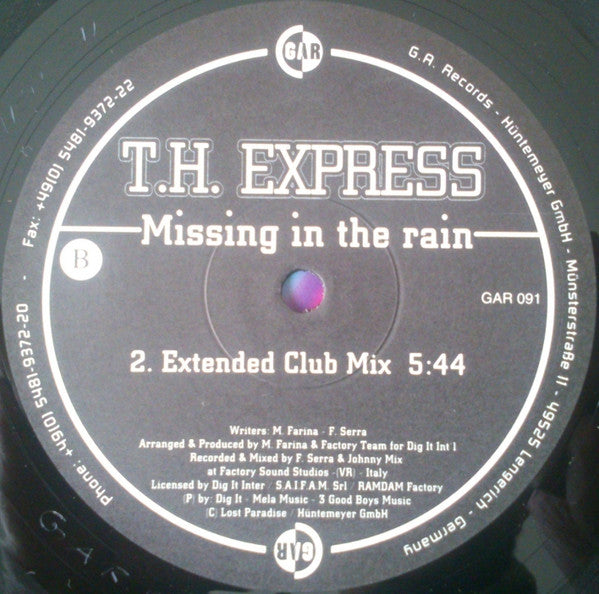 GAR
G.A. Records - Hüntemeyer GmbH - Münsterstraße 11 - 49525 Lengerich - Germany
Phone: +49(0) 5481-9372-20 - Fax: +49(0) 5481-9372-22
T.H. EXPRESS
Missing in the rain
B
GAR 091
2. Extended Club Mix 5:44
Writers: M. Farina - F. Serra
Arranged & Produced by M. Farina & Factory Team for Dig It Int 1
Recorded & Mixed by F. Serra & Johnny Mix
at Factory Sound Studios - (VR) - Italy
Licensed by Dig It Inter / S.A.I.F.A.M. Srl / RAMDAM Factory
(P) by: Dig It - Mela Music - 3 Good Boys Music
(C) Lost Paradise / Hüntemeyer GmbH
GAR
GAR